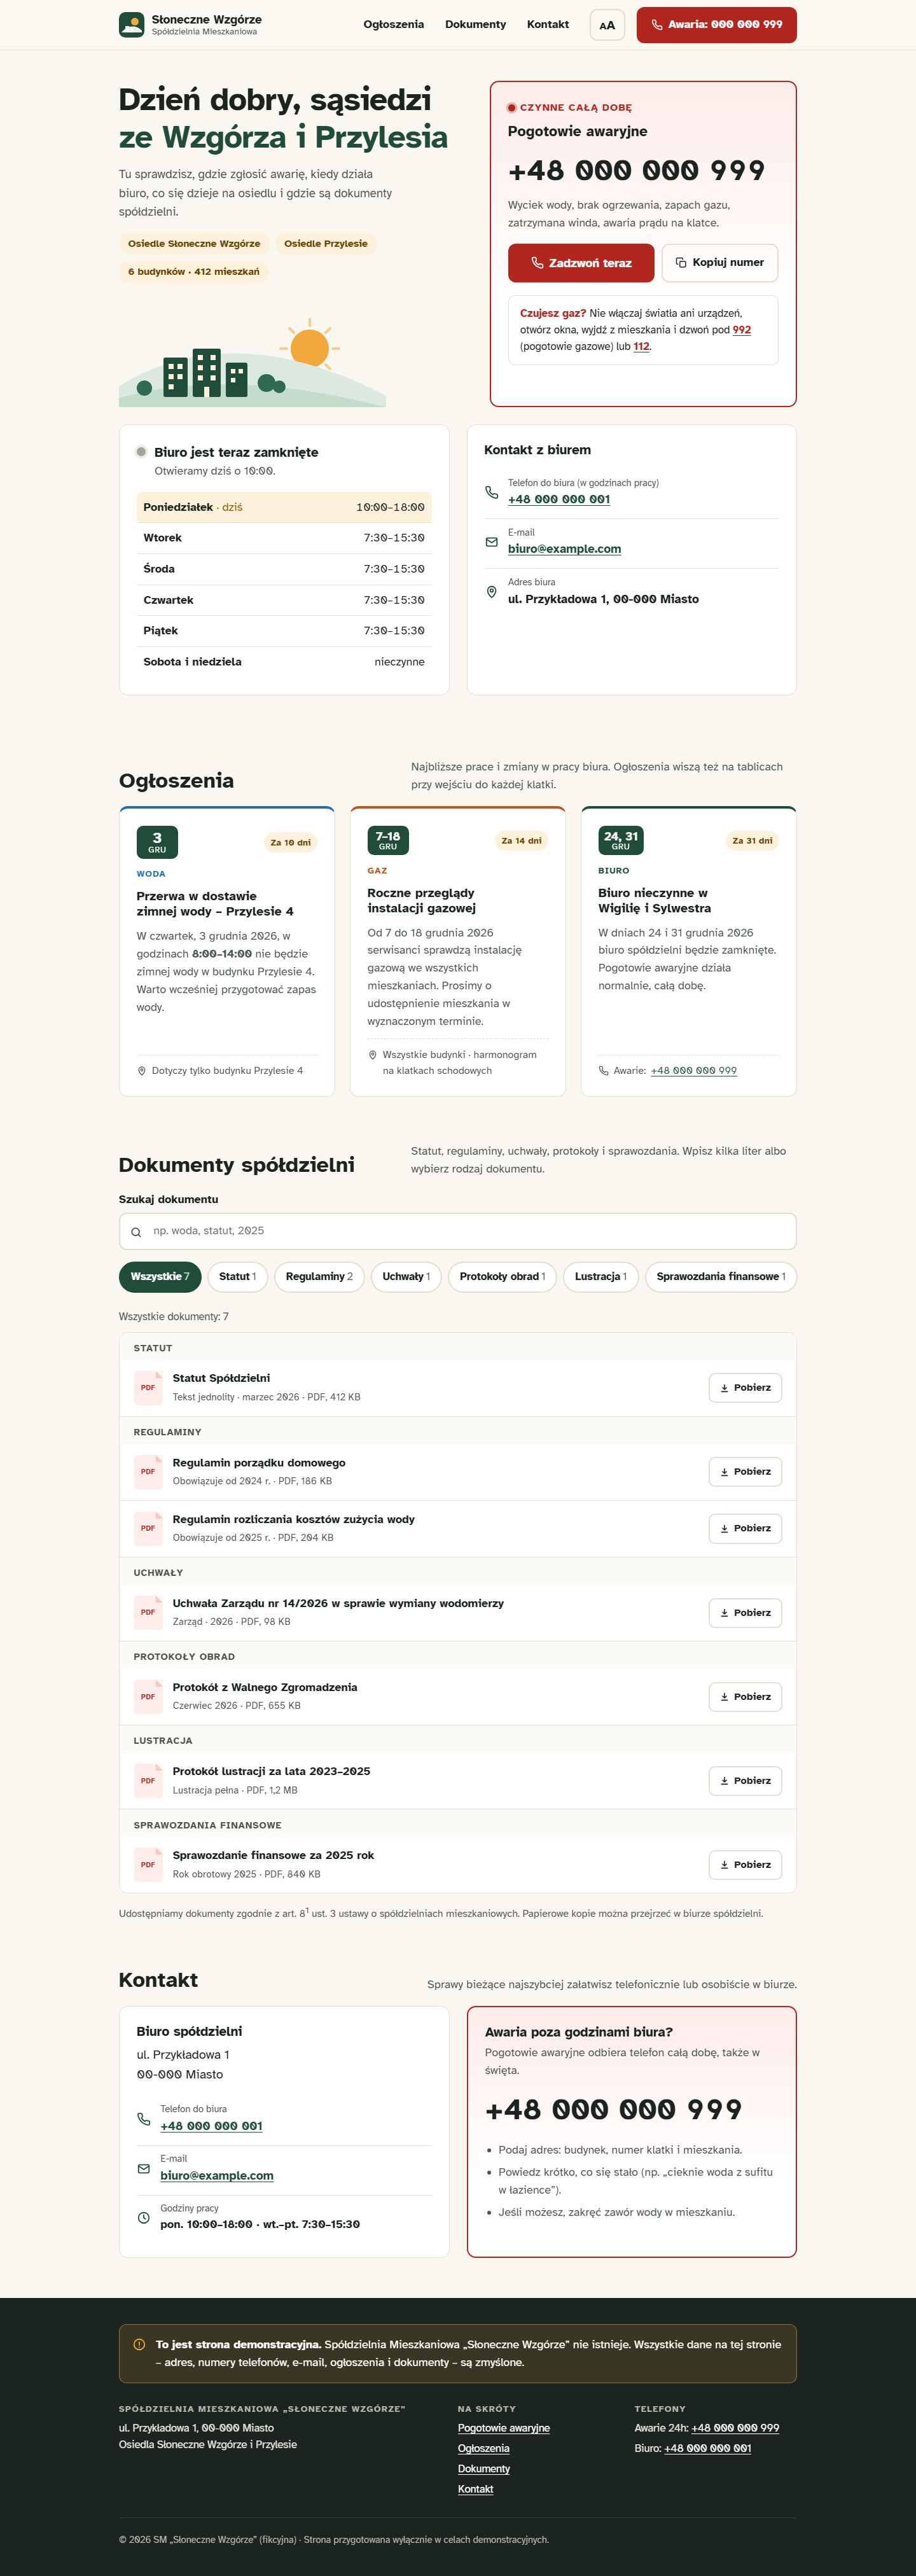 Słoneczne Wzgórze
Spółdzielnia Mieszkaniowa
Ogłoszenia
Dokumenty
Kontakt
AA
Awaria: 000 000 999
Dzień dobry, sąsiedzi
ze Wzgórza i Przylesia
Tu sprawdzisz, gdzie zgłosić awarię, kiedy działa
biuro, co się dzieje na osiedlu i gdzie są dokumenty
spółdzielni.
Osiedle Słoneczne Wzgórze
Osiedle Przylesie
6 budynków · 412 mieszkań
CZYNNE CAŁĄ DOBĘ
Pogotowie awaryjne
+48 000 000 999
Wyciek wody, brak ogrzewania, zapach gazu,
zatrzymana winda, awaria prądu na klatce.
Zadzwoń teraz
Kopiuj numer
Czujesz gaz? Nie włączaj światła ani urządzeń,
otwórz okna, wyjdź z mieszkania i dzwoń pod 992
(pogotowie gazowe) lub 112.
Biuro jest teraz zamknięte
Otwieramy dziś o 10:00.
Poniedziałek · dziś 10:00–18:00
Wtorek 7:30–15:30
Środa 7:30–15:30
Czwartek 7:30–15:30
Piątek 7:30–15:30
Sobota i niedziela nieczynne
Kontakt z biurem
Telefon do biura (w godzinach pracy)
+48 000 000 001
E-mail
biuro@example.com
Adres biura
ul. Przykładowa 1, 00-000 Miasto
Ogłoszenia
Najbliższe prace i zmiany w pracy biura. Ogłoszenia wiszą też na tablicach
przy wejściu do każdej klatki.
3
GRU
Za 10 dni
WODA
Przerwa w dostawie
zimnej wody – Przylesie 4
W czwartek, 3 grudnia 2026, w
godzinach 8:00–14:00 nie będzie
zimnej wody w budynku Przylesie 4.
Warto wcześniej przygotować zapas
wody.
Dotyczy tylko budynku Przylesie 4
7–18
GRU
Za 14 dni
GAZ
Roczne przeglądy
instalacji gazowej
Od 7 do 18 grudnia 2026
serwisanci sprawdzą instalację
gazową we wszystkich
mieszkaniach. Prosimy o
udostępnienie mieszkania w
wyznaczonym terminie.
Wszystkie budynki · harmonogram
na klatkach schodowych
24, 31
GRU
Za 31 dni
BIURO
Biuro nieczynne w
Wigilię i Sylwestra
W dniach 24 i 31 grudnia 2026
biuro spółdzielni będzie zamknięte.
Pogotowie awaryjne działa
normalnie, całą dobę.
Awarie: +48 000 000 999
Dokumenty spółdzielni
Statut, regulaminy, uchwały, protokoły i sprawozdania. Wpisz kilka liter albo
wybierz rodzaj dokumentu.
Szukaj dokumentu
np. woda, statut, 2025
Wszystkie 7
Statut 1
Regulaminy 2
Uchwały 1
Protokoły obrad 1
Lustracja 1
Sprawozdania finansowe 1
Wszystkie dokumenty: 7
STATUT
PDF
Statut Spółdzielni
Tekst jednolity · marzec 2026 · PDF, 412 KB
Pobierz
REGULAMINY
PDF
Regulamin porządku domowego
Obowiązuje od 2024 r. · PDF, 186 KB
Pobierz
PDF
Regulamin rozliczania kosztów zużycia wody
Obowiązuje od 2025 r. · PDF, 204 KB
Pobierz
UCHWAŁY
PDF
Uchwała Zarządu nr 14/2026 w sprawie wymiany wodomierzy
Zarząd · 2026 · PDF, 98 KB
Pobierz
PROTOKOŁY OBRAD
PDF
Protokół z Walnego Zgromadzenia
Czerwiec 2026 · PDF, 655 KB
Pobierz
LUSTRACJA
PDF
Protokół lustracji za lata 2023–2025
Lustracja pełna · PDF, 1,2 MB
Pobierz
SPRAWOZDANIA FINANSOWE
PDF
Sprawozdanie finansowe za 2025 rok
Rok obrotowy 2025 · PDF, 840 KB
Pobierz
Udostępniamy dokumenty zgodnie z art. 8¹ ust. 3 ustawy o spółdzielniach mieszkaniowych. Papierowe kopie można przejrzeć w biurze spółdzielni.
Kontakt
Sprawy bieżące najszybciej załatwisz telefonicznie lub osobiście w biurze.
Biuro spółdzielni
ul. Przykładowa 1
00-000 Miasto
Telefon do biura
+48 000 000 001
E-mail
biuro@example.com
Godziny pracy
pon. 10:00–18:00 · wt.–pt. 7:30–15:30
Awaria poza godzinami biura?
Pogotowie awaryjne odbiera telefon całą dobę, także w
święta.
+48 000 000 999
• Podaj adres: budynek, numer klatki i mieszkania.
• Powiedz krótko, co się stało (np. „cieknie woda z sufitu
w łazience”).
• Jeśli możesz, zakręć zawór wody w mieszkaniu.
To jest strona demonstracyjna. Spółdzielnia Mieszkaniowa „Słoneczne Wzgórze” nie istnieje. Wszystkie dane na tej stronie
– adres, numery telefonów, e-mail, ogłoszenia i dokumenty – są zmyślone.
SPÓŁDZIELNIA MIESZKANIOWA „SŁONECZNE WZGÓRZE”
ul. Przykładowa 1, 00-000 Miasto
Osiedla Słoneczne Wzgórze i Przylesie
NA SKRÓTY
Pogotowie awaryjne
Ogłoszenia
Dokumenty
Kontakt
TELEFONY
Awarie 24h: +48 000 000 999
Biuro: +48 000 000 001
© 2026 SM „Słoneczne Wzgórze” (fikcyjna) · Strona przygotowana wyłącznie w celach demonstracyjnych.